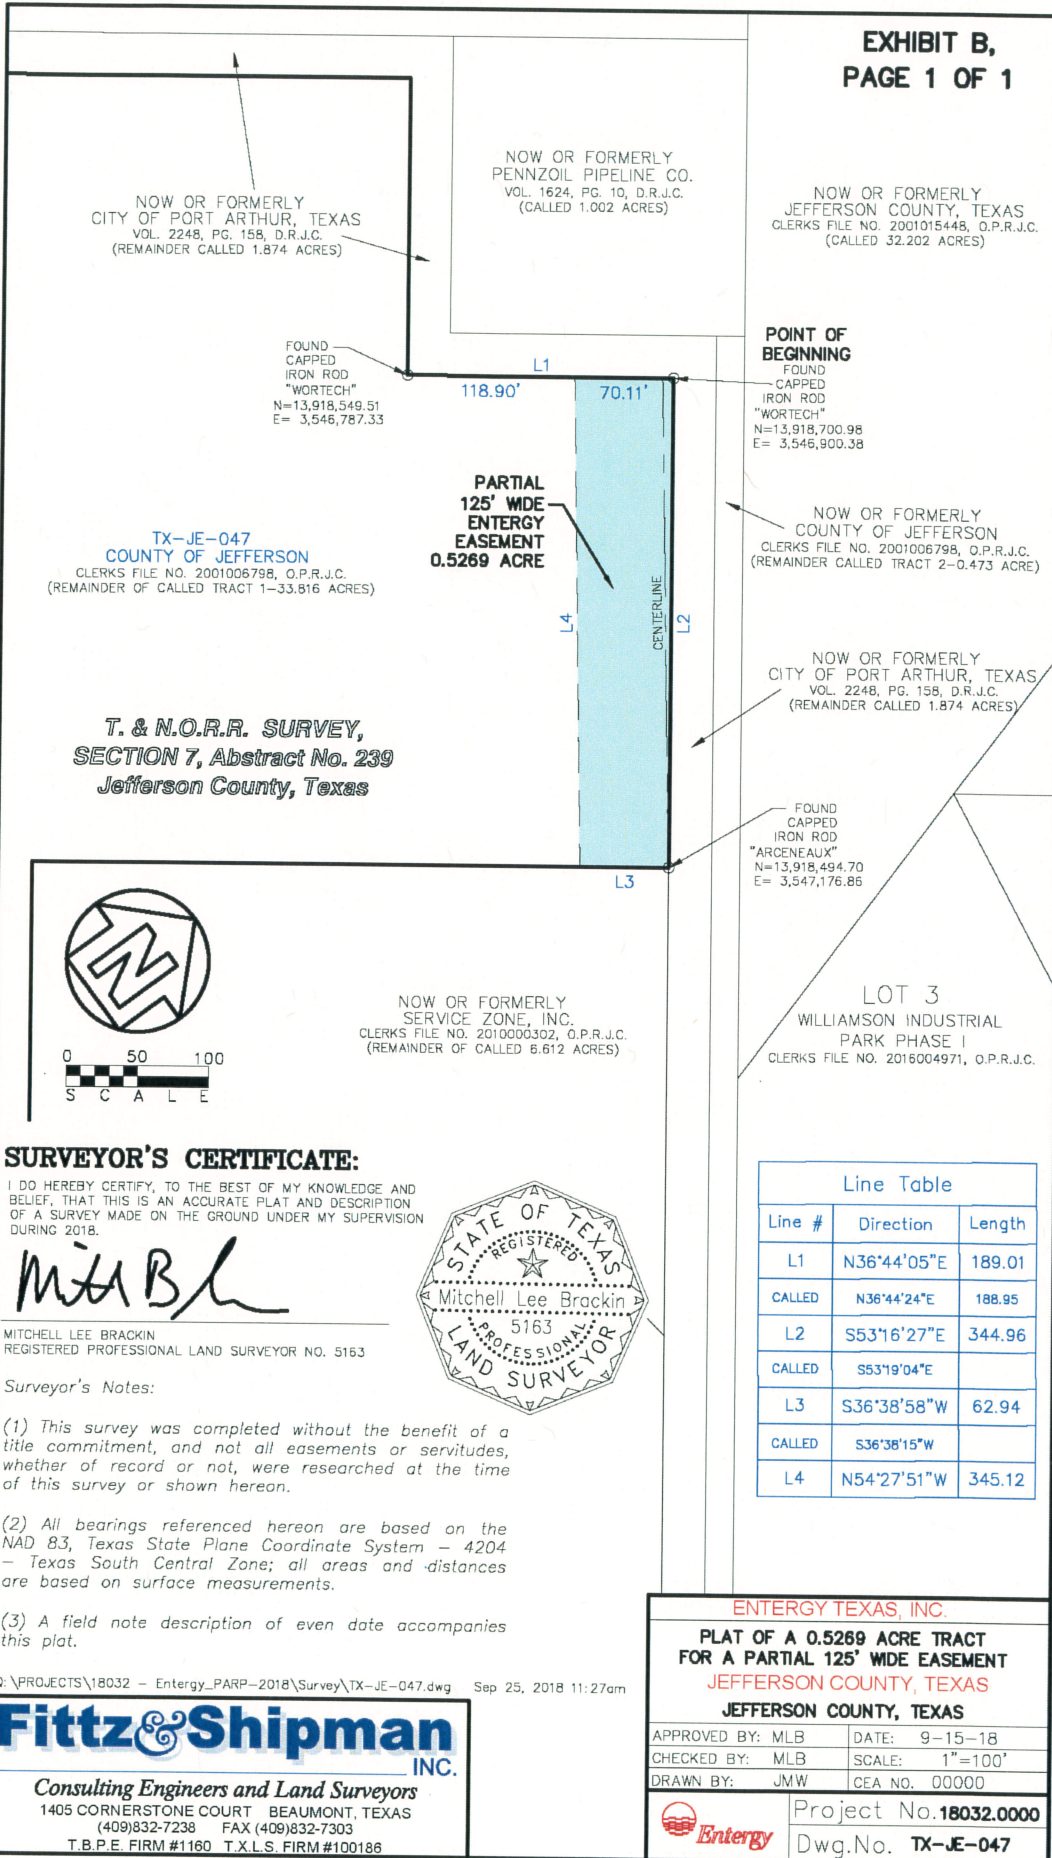 EXHIBIT B,
PAGE 1 OF 1
NOW OR FORMERLY
PENNZOIL PIPELINE CO.
VOL. 1624, PG. 10, D.R.J.C.
(CALLED 1.002 ACRES)
NOW OR FORMERLY
CITY OF PORT ARTHUR, TEXAS
VOL. 2248, PG. 158, D.R.J.C.
(REMAINDER CALLED 1.874 ACRES)
NOW OR FORMERLY
JEFFERSON COUNTY, TEXAS
CLERKS FILE NO. 2001015448, O.P.R.J.C.
(CALLED 32.202 ACRES)
FOUND
CAPPED
IRON ROD
"WORTECH"
N=13,918,549.51
E= 3,546,787.33
L1
118.90'
70.11'
POINT OF
BEGINNING
FOUND
CAPPED
IRON ROD
"WORTECH"
N=13,918,700.98
E= 3,546,900.38
PARTIAL
125' WIDE
ENTERGY
EASEMENT
0.5269 ACRE
TX-JE-047
COUNTY OF JEFFERSON
CLERKS FILE NO. 2001006798, O.P.R.J.C.
(REMAINDER OF CALLED TRACT 1-33.816 ACRES)
L4
CENTERLINE
L2
NOW OR FORMERLY
COUNTY OF JEFFERSON
CLERKS FILE NO. 2001006798, O.P.R.J.C.
(REMAINDER CALLED TRACT 2-0.473 ACRE)
NOW OR FORMERLY
CITY OF PORT ARTHUR, TEXAS
VOL. 2248, PG. 158, D.R.J.C.
(REMAINDER CALLED 1.874 ACRES)
T. & N.O.R.R. SURVEY,
SECTION 7, Abstract No. 239
Jefferson County, Texas
FOUND
CAPPED
IRON ROD
"ARCENEAUX"
N=13,918,494.70
E= 3,547,176.86
L3
N
0 50 100
S C A L E
NOW OR FORMERLY
SERVICE ZONE, INC.
CLERKS FILE NO. 2010000302, O.P.R.J.C.
(REMAINDER OF CALLED 6.612 ACRES)
LOT 3
WILLIAMSON INDUSTRIAL
PARK PHASE I
CLERKS FILE NO. 2016004971, O.P.R.J.C.
SURVEYOR'S CERTIFICATE:
I DO HEREBY CERTIFY, TO THE BEST OF MY KNOWLEDGE AND
BELIEF, THAT THIS IS AN ACCURATE PLAT AND DESCRIPTION
OF A SURVEY MADE ON THE GROUND UNDER MY SUPERVISION
DURING 2018.
MITCHELL LEE BRACKIN
REGISTERED PROFESSIONAL LAND SURVEYOR NO. 5163
STATE OF TEXAS
REGISTERED
Mitchell Lee Brackin
5163
PROFESSIONAL
LAND SURVEYOR
Line Table
Line # Direction Length
L1 N36°44'05"E 189.01
CALLED N36°44'24"E 188.95
L2 S53°16'27"E 344.96
CALLED S53°19'04"E
L3 S36°38'58"W 62.94
CALLED S36°38'15"W
L4 N54°27'51"W 345.12
Surveyor's Notes:
(1) This survey was completed without the benefit of a
title commitment, and not all easements or servitudes,
whether of record or not, were researched at the time
of this survey or shown hereon.
(2) All bearings referenced hereon are based on the
NAD 83, Texas State Plane Coordinate System – 4204
– Texas South Central Zone; all areas and distances
are based on surface measurements.
(3) A field note description of even date accompanies
this plat.
:\PROJECTS\18032 - Entergy_PARP-2018\Survey\TX-JE-047.dwg Sep 25, 2018 11:27am
Fittz&Shipman
INC.
Consulting Engineers and Land Surveyors
1405 CORNERSTONE COURT BEAUMONT, TEXAS
(409)832-7238 FAX (409)832-7303
T.B.P.E. FIRM #1160 T.X.L.S. FIRM #100186
ENTERGY TEXAS, INC.
PLAT OF A 0.5269 ACRE TRACT
FOR A PARTIAL 125' WIDE EASEMENT
JEFFERSON COUNTY, TEXAS
JEFFERSON COUNTY, TEXAS
APPROVED BY: MLB DATE: 9-15-18
CHECKED BY: MLB SCALE: 1"=100'
DRAWN BY: JMW CEA NO. 00000
Entergy
Project No. 18032.0000
Dwg.No. TX-JE-047